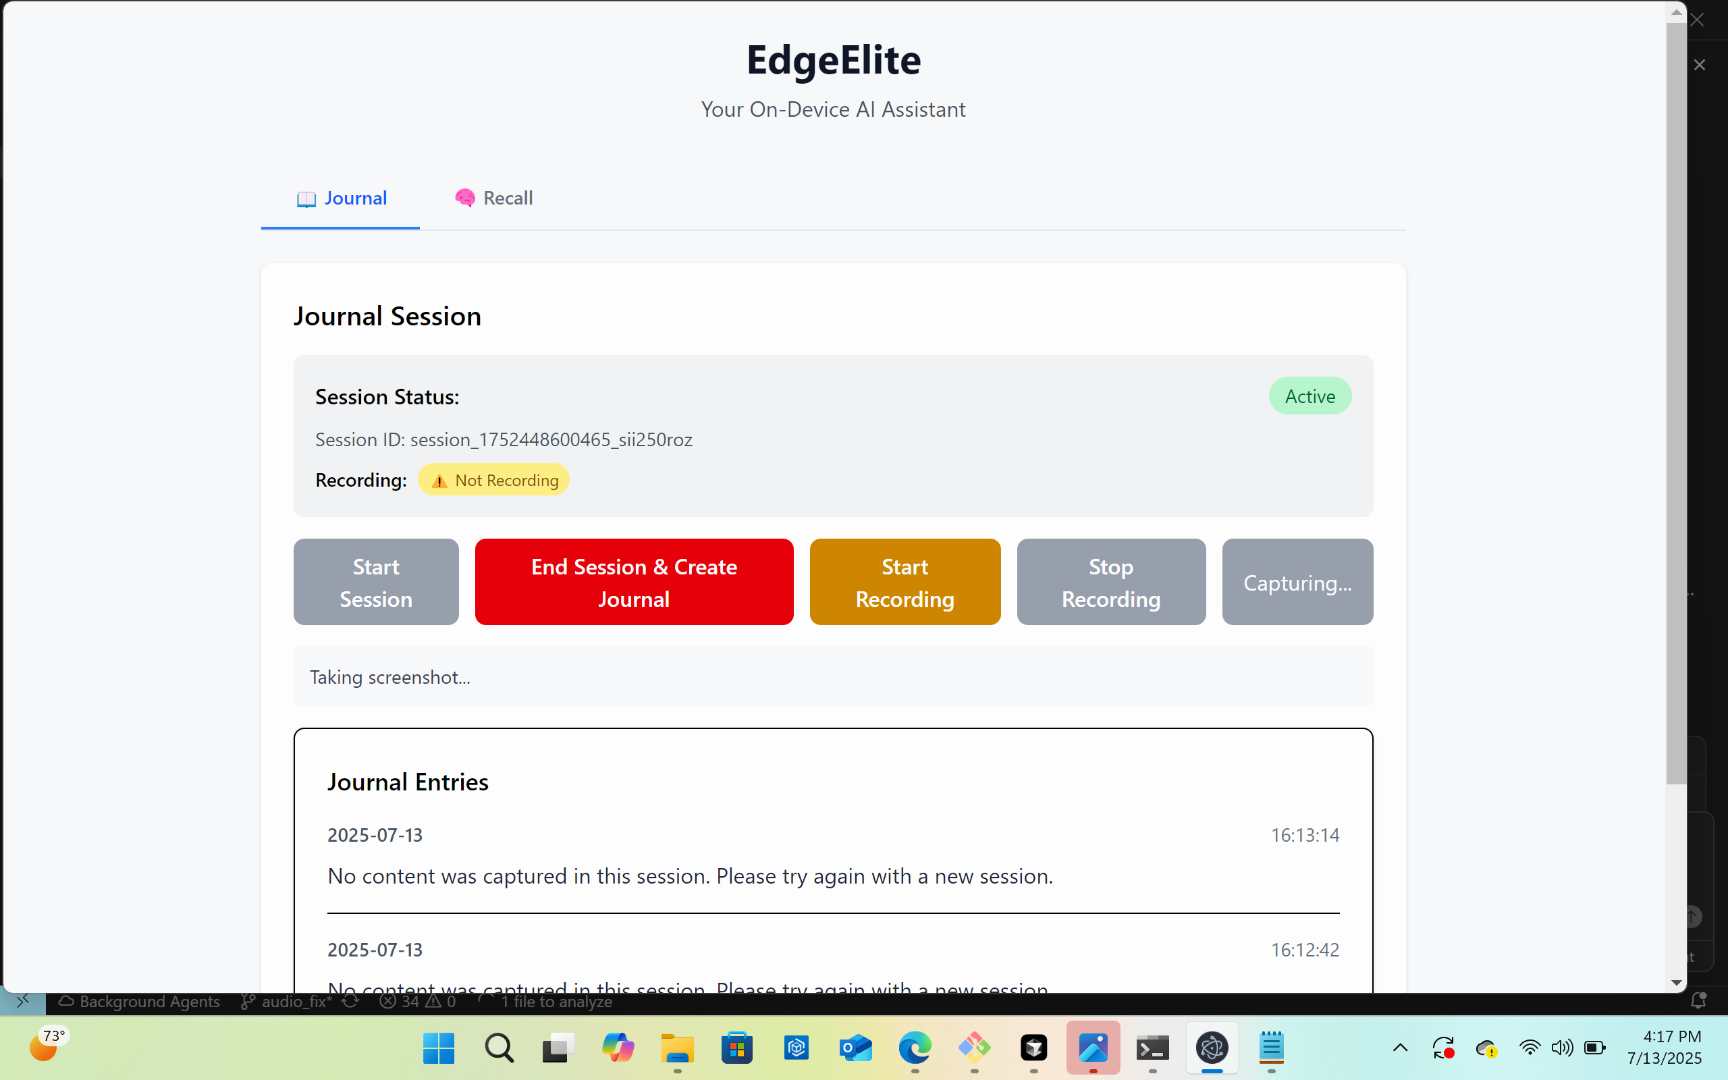 EdgeElite
Your On-Device AI Assistant
Journal
Recall
Journal Session
Session Status:
Active
Session ID: session_1752448600465_sii250roz
Recording:
Not Recording
Start
Session
End Session & Create
Journal
Start
Recording
Stop
Recording
Capturing...
Taking screenshot...
Journal Entries
2025-07-13
16:13:14
No content was captured in this session. Please try again with a new session.
2025-07-13
16:12:42
No content was captured in this session. Please try again with a new session.
Background Agents
audio_fix*
34
0
1 file to analyze
73°
4:17 PM
7/13/2025